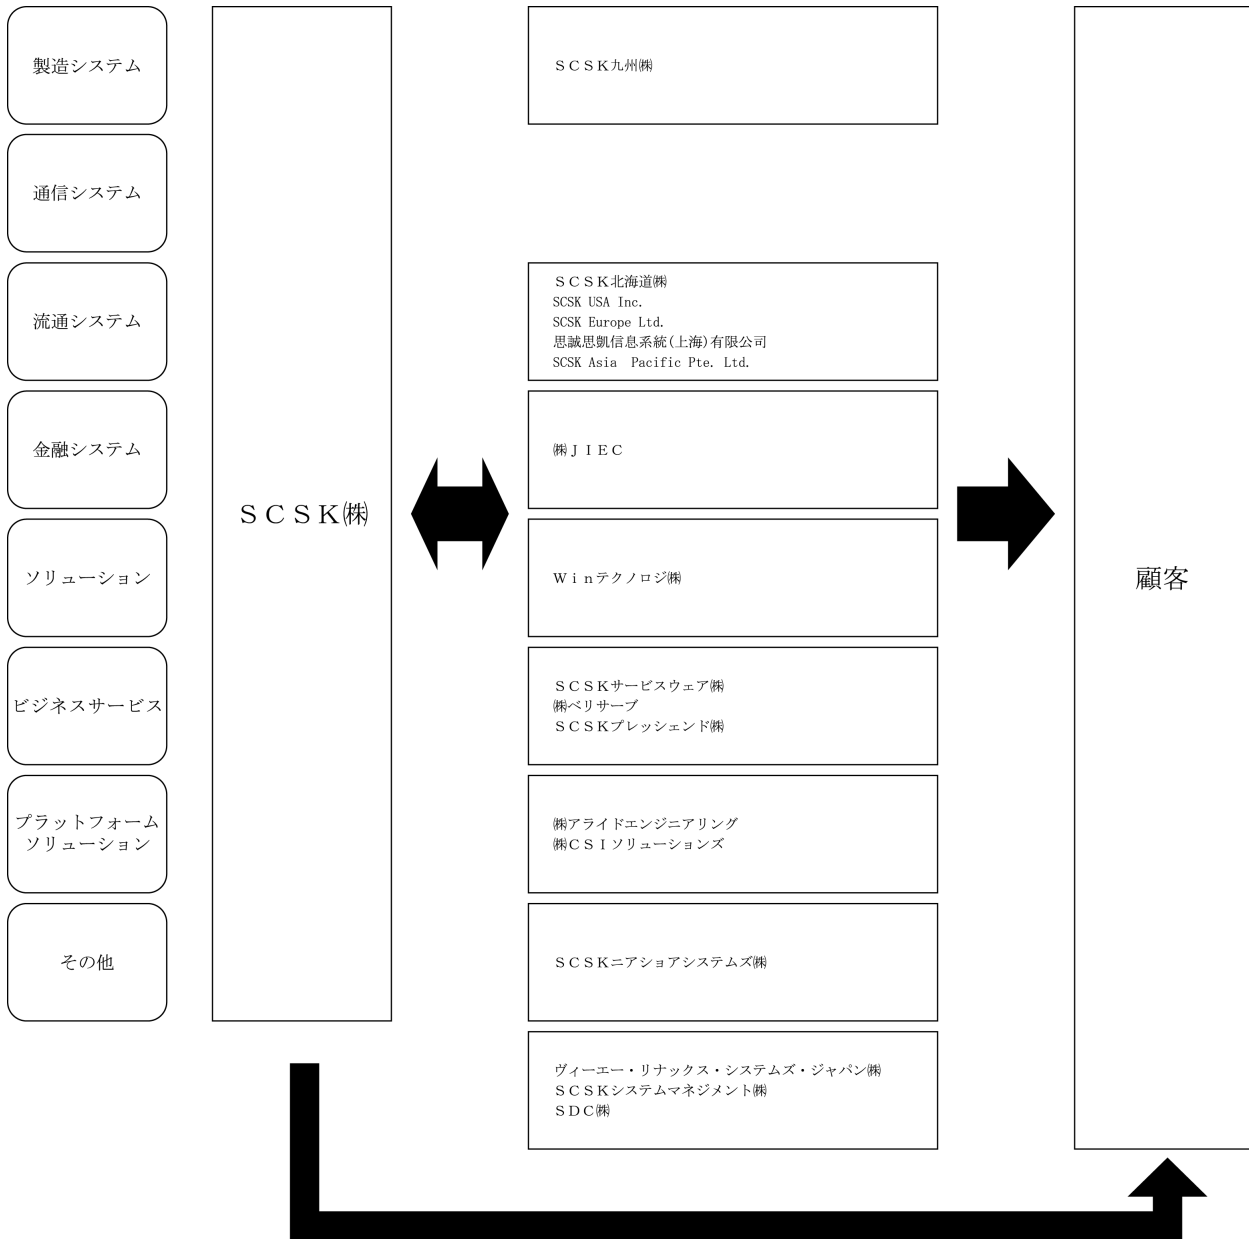 製造システム
通信システム
流通システム
金融システム
ソリューション
ビジネスサービス
プラットフォーム
ソリューション
その他
ＳＣＳＫ㈱
ＳＣＳＫ九州㈱
ＳＣＳＫ北海道㈱
SCSK USA Inc.
SCSK Europe Ltd.
思誠思凱信息系統(上海)有限公司
SCSK Asia　Pacific Pte. Ltd.
㈱ＪＩＥＣ
Ｗｉｎテクノロジ㈱
ＳＣＳＫサービスウェア㈱
㈱ベリサーブ
ＳＣＳＫプレッシェンド㈱
㈱アライドエンジニアリング
㈱ＣＳＩソリューションズ
ＳＣＳＫニアショアシステムズ㈱
ヴィーエー・リナックス・システムズ・ジャパン㈱
ＳＣＳＫシステムマネジメント㈱
ＳＤＣ㈱
顧客